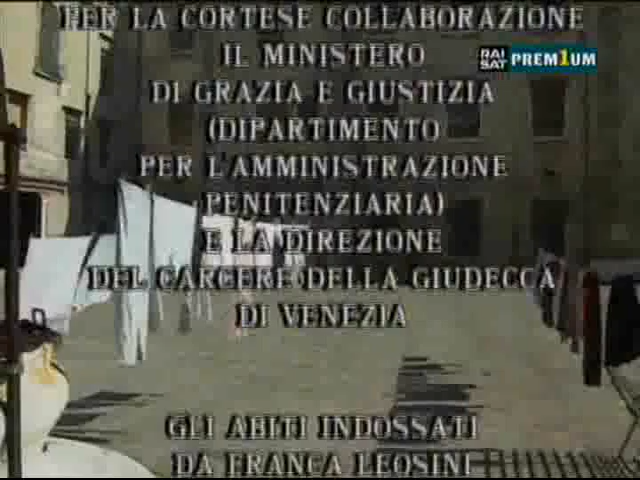 PER LA CORTESE COLLABORAZIONE
IL MINISTERO
RAI SAT PREM1UM
DI GRAZIA E GIUSTIZIA
(DIPARTIMENTO
PER L'AMMINISTRAZIONE
PENITENZIARIA)
E LA DIREZIONE
DEL CARCERE DELLA GIUDECCA
DI VENEZIA
GLI ABITI INDOSSATI
DA FRANCA LEOSINI